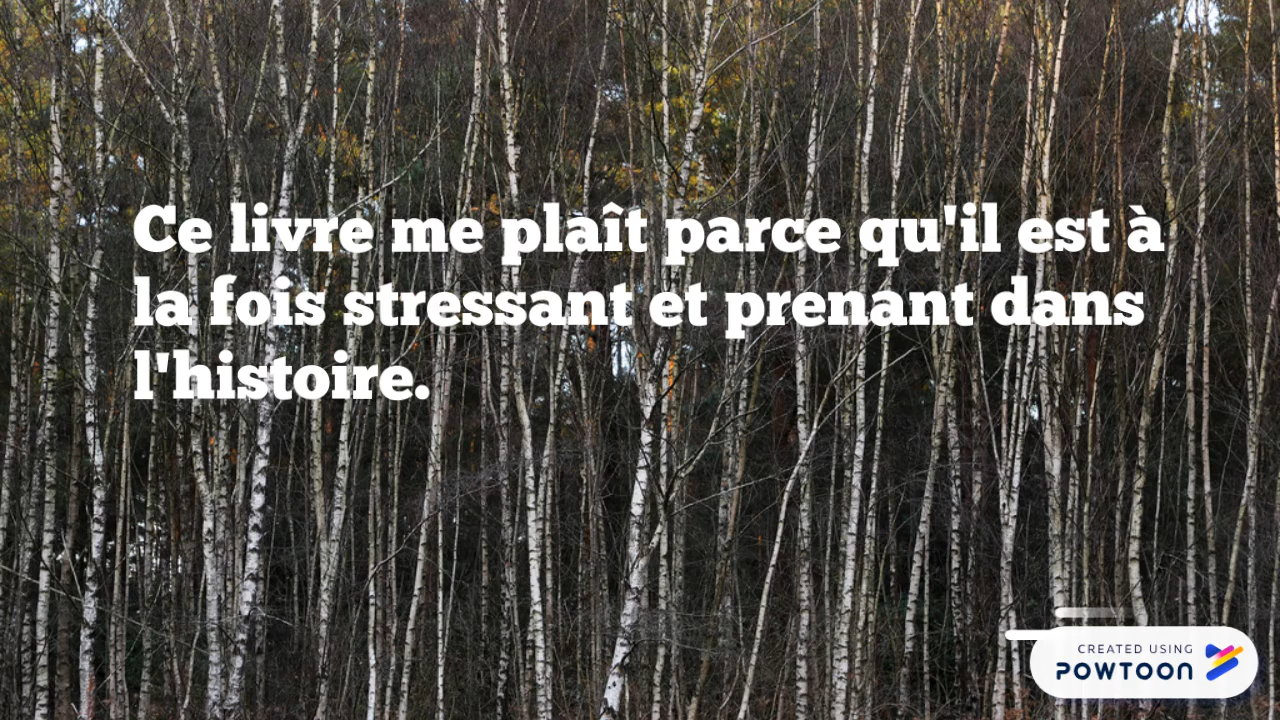 Ce livre me plaît parce qu'il est à
la fois stressant et prenant dans
l'histoire.
CREATED USING
POWTOON